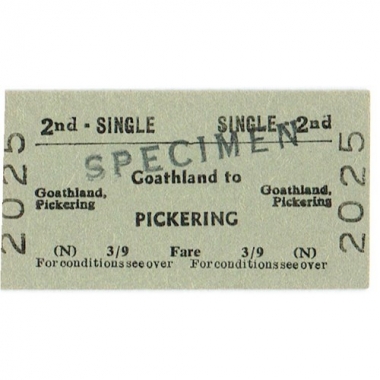 2nd - SINGLE SINGLE - 2nd
SPECIMEN
Goathland to
Goathland, Goathland,
Pickering Pickering
PICKERING
(N) 3/9 Fare 3/9 (N)
For conditions see over For conditions see over
2025
2025